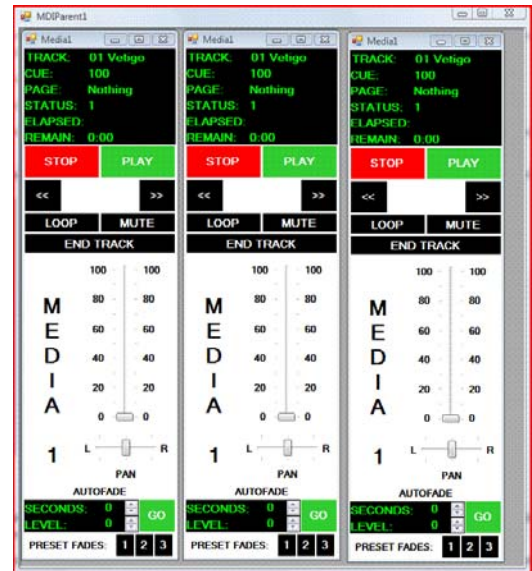 MDIParent1
Media1
TRACK: 01 Vetigo
CUE: 100
PAGE: Nothing
STATUS: 1
ELAPSED:
REMAIN: 0:00
STOP PLAY
<< >>
LOOP MUTE
END TRACK
100 100
80 80
60 60
40 40
20 20
0 0
MEDIA
1
L R
PAN
AUTOFADE
SECONDS: 0
LEVEL: 0
GO
PRESET FADES: 1 2 3
Media1
TRACK: 01 Vetigo
CUE: 100
PAGE: Nothing
STATUS: 1
ELAPSED:
REMAIN: 0:00
STOP PLAY
<< >>
LOOP MUTE
END TRACK
100 100
80 80
60 60
40 40
20 20
0 0
MEDIA
1
L R
PAN
AUTOFADE
SECONDS: 0
LEVEL: 0
GO
PRESET FADES: 1 2 3
Media1
TRACK: 01 Vetigo
CUE: 100
PAGE: Nothing
STATUS: 1
ELAPSED:
REMAIN: 0:00
STOP PLAY
<< >>
LOOP MUTE
END TRACK
100 100
80 80
60 60
40 40
20 20
0 0
MEDIA
1
L R
PAN
AUTOFADE
SECONDS: 0
LEVEL: 0
GO
PRESET FADES: 1 2 3